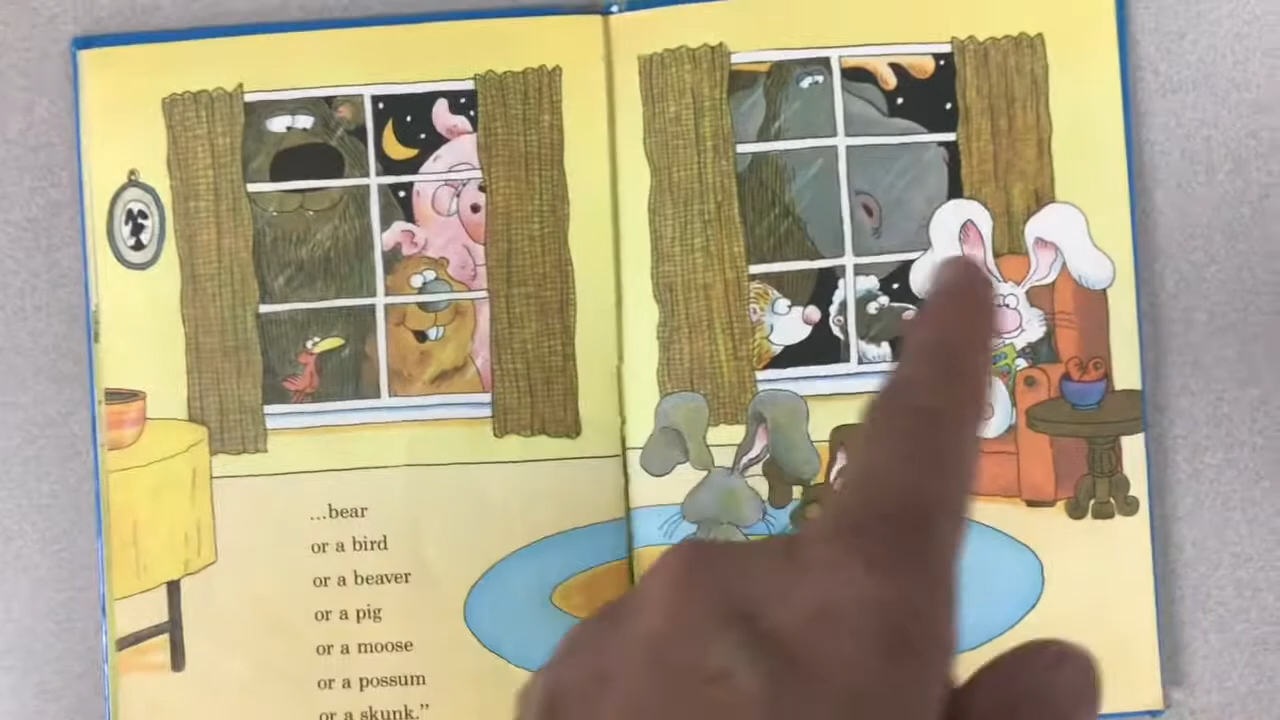 ...bear
or a bird
or a beaver
or a pig
or a moose
or a possum
or a skunk.”